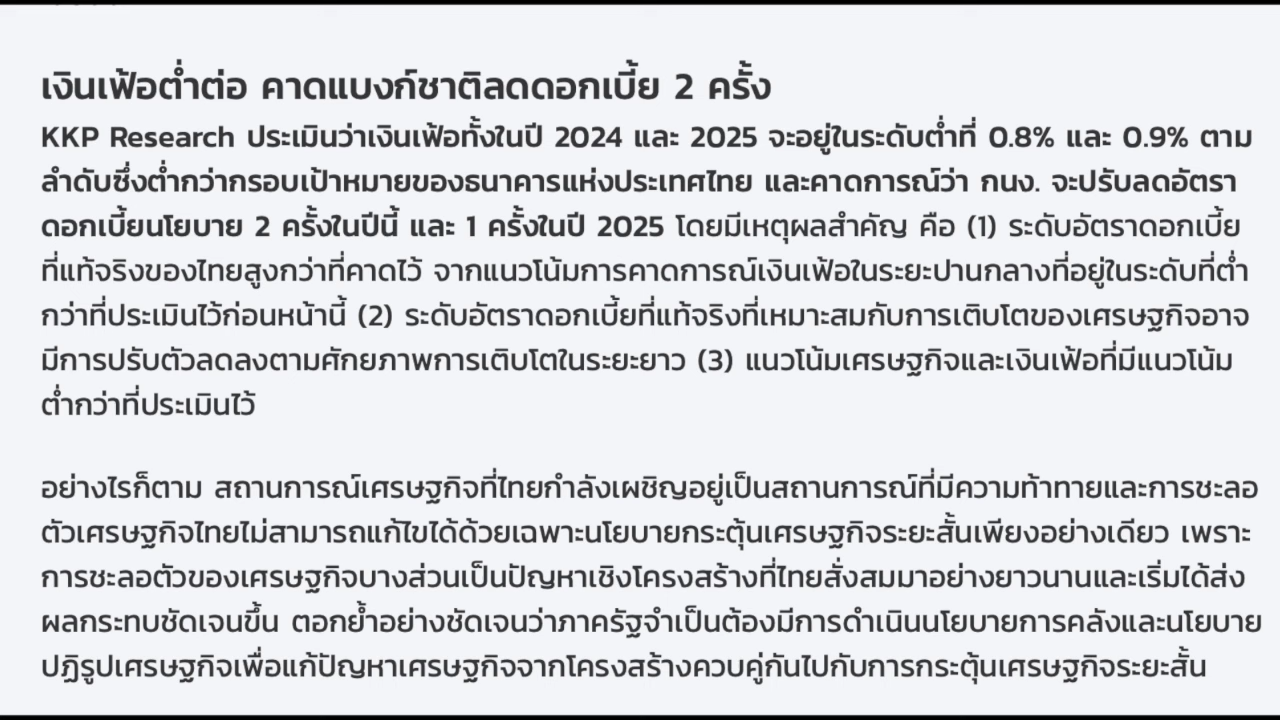 เงินเฟ้อต่ำต่อ คาดแบงก์ชาติลดดอกเบี้ย 2 ครั้ง
KKP Research ประเมินว่าเงินเฟ้อทั้งในปี 2024 และ 2025 จะอยู่ในระดับต่ำที่ 0.8% และ 0.9% ตาม
ลำดับซึ่งต่ำกว่ากรอบเป้าหมายของธนาคารแห่งประเทศไทย และคาดการณ์ว่า กนง. จะปรับลดอัตรา
ดอกเบี้ยนโยบาย 2 ครั้งในปีนี้ และ 1 ครั้งในปี 2025 โดยมีเหตุผลสำคัญ คือ (1) ระดับอัตราดอกเบี้ย
ที่แท้จริงของไทยสูงกว่าที่คาดไว้ จากแนวโน้มการคาดการณ์เงินเฟ้อในระยะปานกลางที่อยู่ในระดับที่ต่ำ
กว่าที่ประเมินไว้ก่อนหน้านี้ (2) ระดับอัตราดอกเบี้ยที่แท้จริงที่เหมาะสมกับการเติบโตของเศรษฐกิจอาจ
มีการปรับตัวลดลงตามศักยภาพการเติบโตในระยะยาว (3) แนวโน้มเศรษฐกิจและเงินเฟ้อที่มีแนวโน้ม
ต่ำกว่าที่ประเมินไว้
อย่างไรก็ตาม สถานการณ์เศรษฐกิจที่ไทยกำลังเผชิญอยู่เป็นสถานการณ์ที่มีความท้าทายและการชะลอ
ตัวเศรษฐกิจไทยไม่สามารถแก้ไขได้ด้วยเฉพาะนโยบายกระตุ้นเศรษฐกิจระยะสั้นเพียงอย่างเดียว เพราะ
การชะลอตัวของเศรษฐกิจบางส่วนเป็นปัญหาเชิงโครงสร้างที่ไทยสั่งสมมาอย่างยาวนานและเริ่มได้ส่ง
ผลกระทบชัดเจนขึ้น ตอกย้ำอย่างชัดเจนว่าภาครัฐจำเป็นต้องมีการดำเนินนโยบายการคลังและนโยบาย
ปฏิรูปเศรษฐกิจเพื่อแก้ปัญหาเศรษฐกิจจากโครงสร้างควบคู่กันไปกับการกระตุ้นเศรษฐกิจระยะสั้น